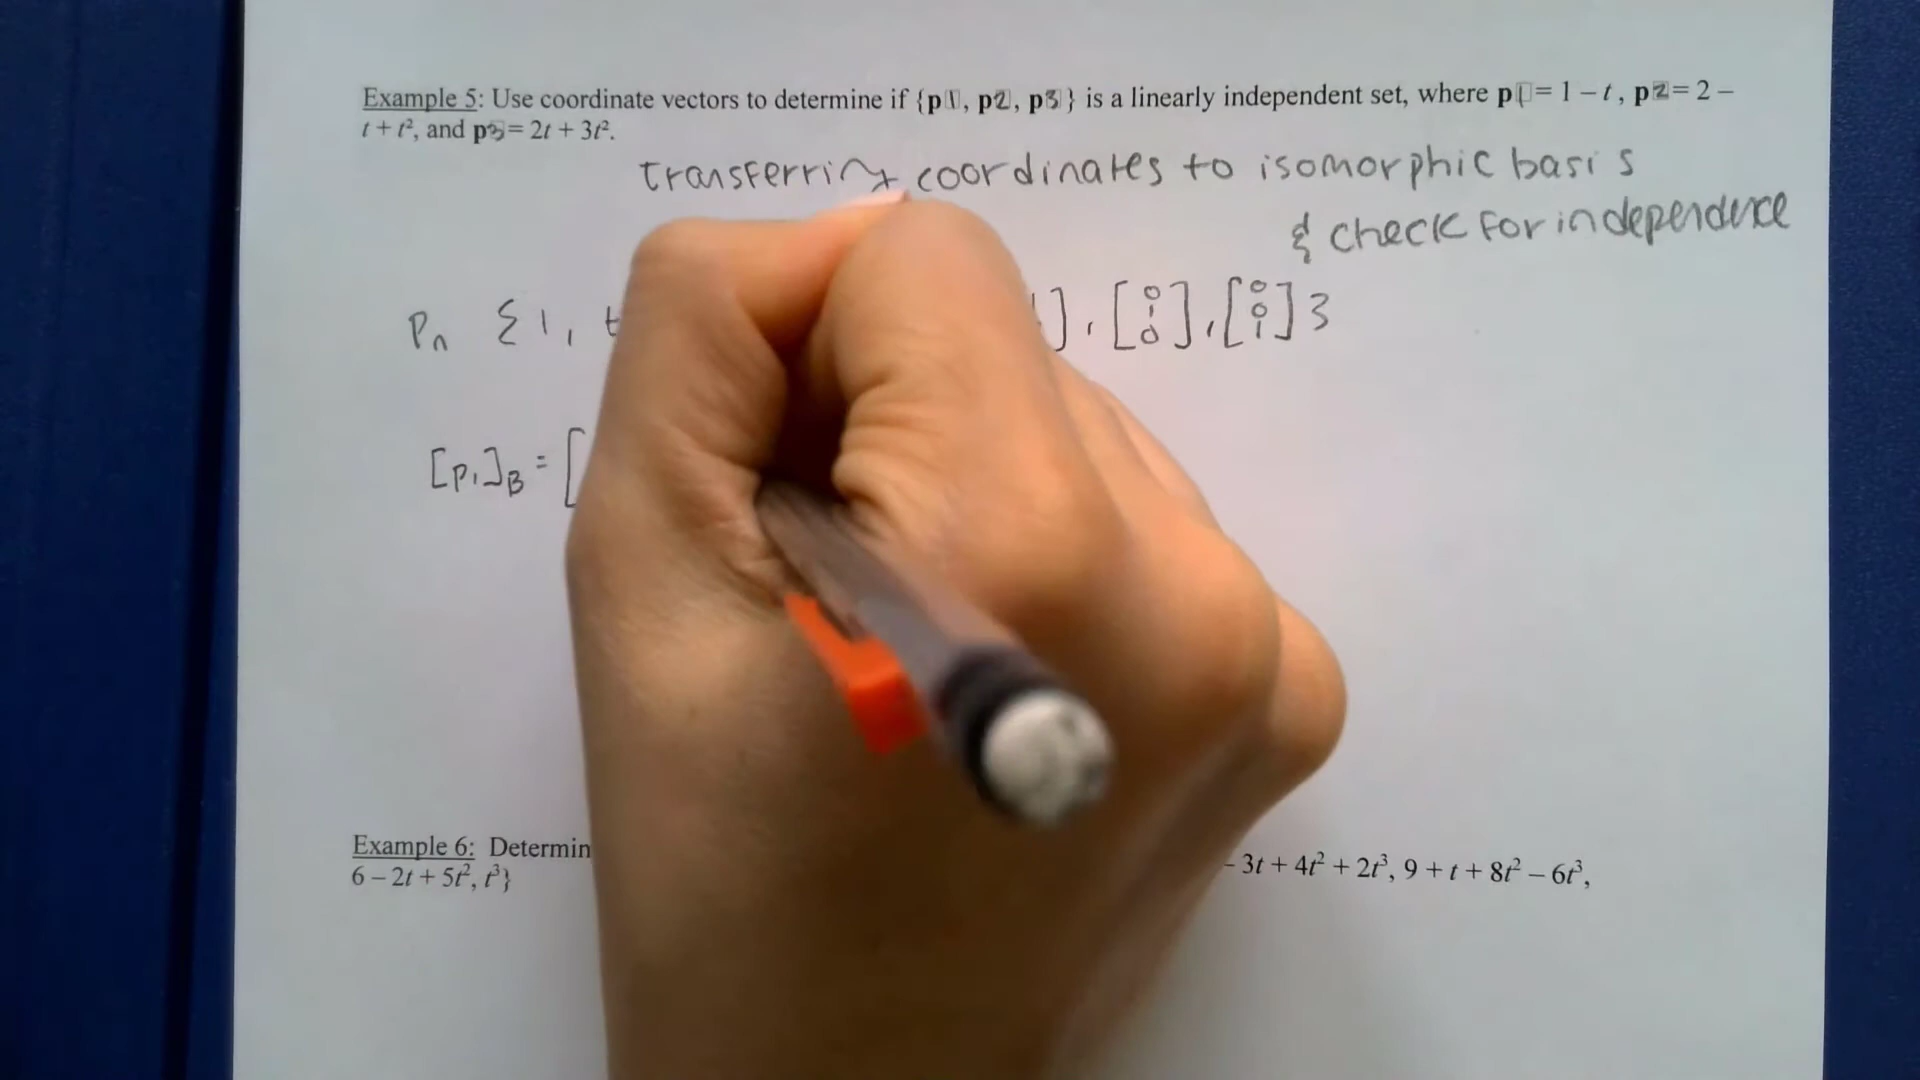 Example 5: Use coordinate vectors to determine if {p1, p2, p3} is a linearly independent set, where p1 = 1 – t , p2 = 2 –
t + t², and p3 = 2t + 3t².
transferring coordinates to isomorphic basis
& check for independence
Pn {1, t ], [0 1 0], [0 0 1]}
[p1]B = [
Example 6: Determin – 3t + 4t² + 2t³, 9 + t + 8t² – 6t³,
6 – 2t + 5t², t³}